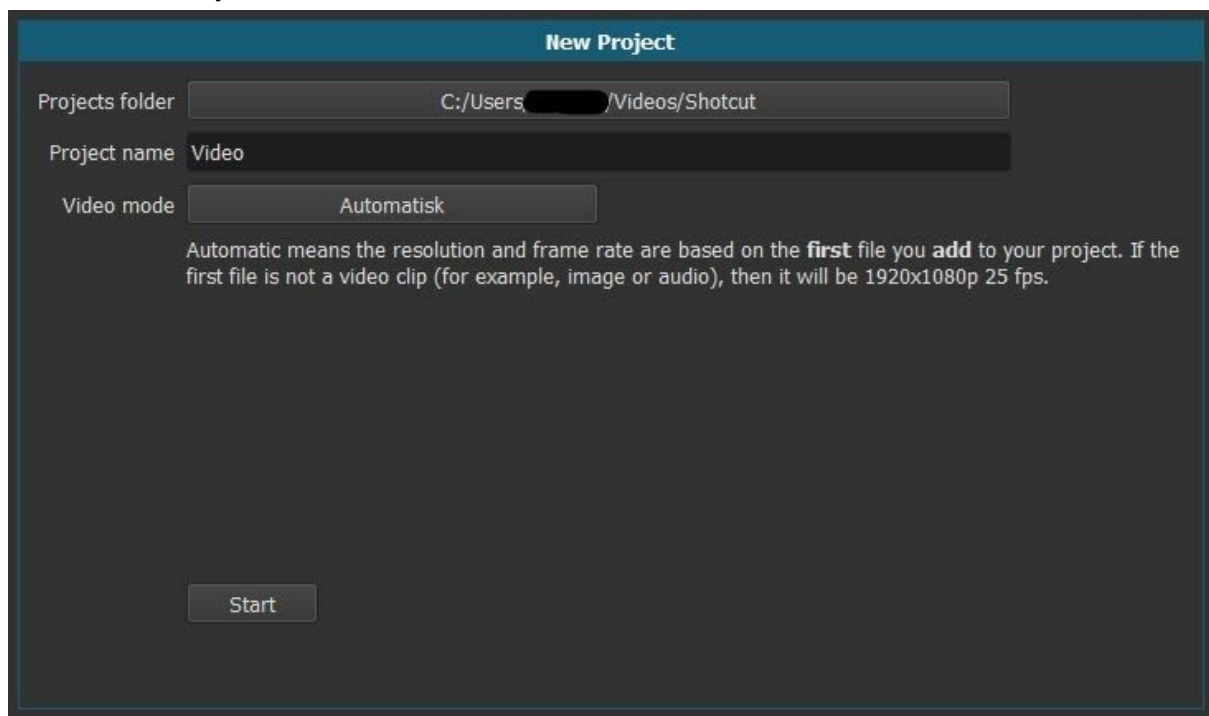 New Project
Projects folder C:/Users/ /Videos/Shotcut
Project name Video
Video mode Automatisk
Automatic means the resolution and frame rate are based on the first file you add to your project. If the
first file is not a video clip (for example, image or audio), then it will be 1920x1080p 25 fps.
Start